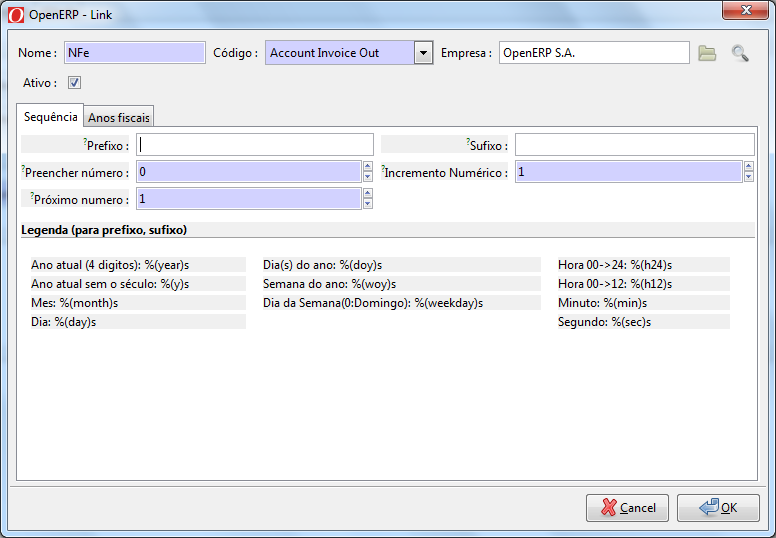 OpenERP - Link
Nome : NFe Código : Account Invoice Out Empresa : OpenERP S.A.
Ativo :
Sequência Anos fiscais
?Prefixo : ?Sufixo :
?Preencher número : 0 ?Incremento Numérico : 1
?Próximo numero : 1
Legenda (para prefixo, sufixo)
Ano atual (4 digitos): %(year)s Dia(s) do ano: %(doy)s Hora 00->24: %(h24)s
Ano atual sem o século: %(y)s Semana do ano: %(woy)s Hora 00->12: %(h12)s
Mes: %(month)s Dia da Semana(0:Domingo): %(weekday)s Minuto: %(min)s
Dia: %(day)s Segundo: %(sec)s
Cancel OK